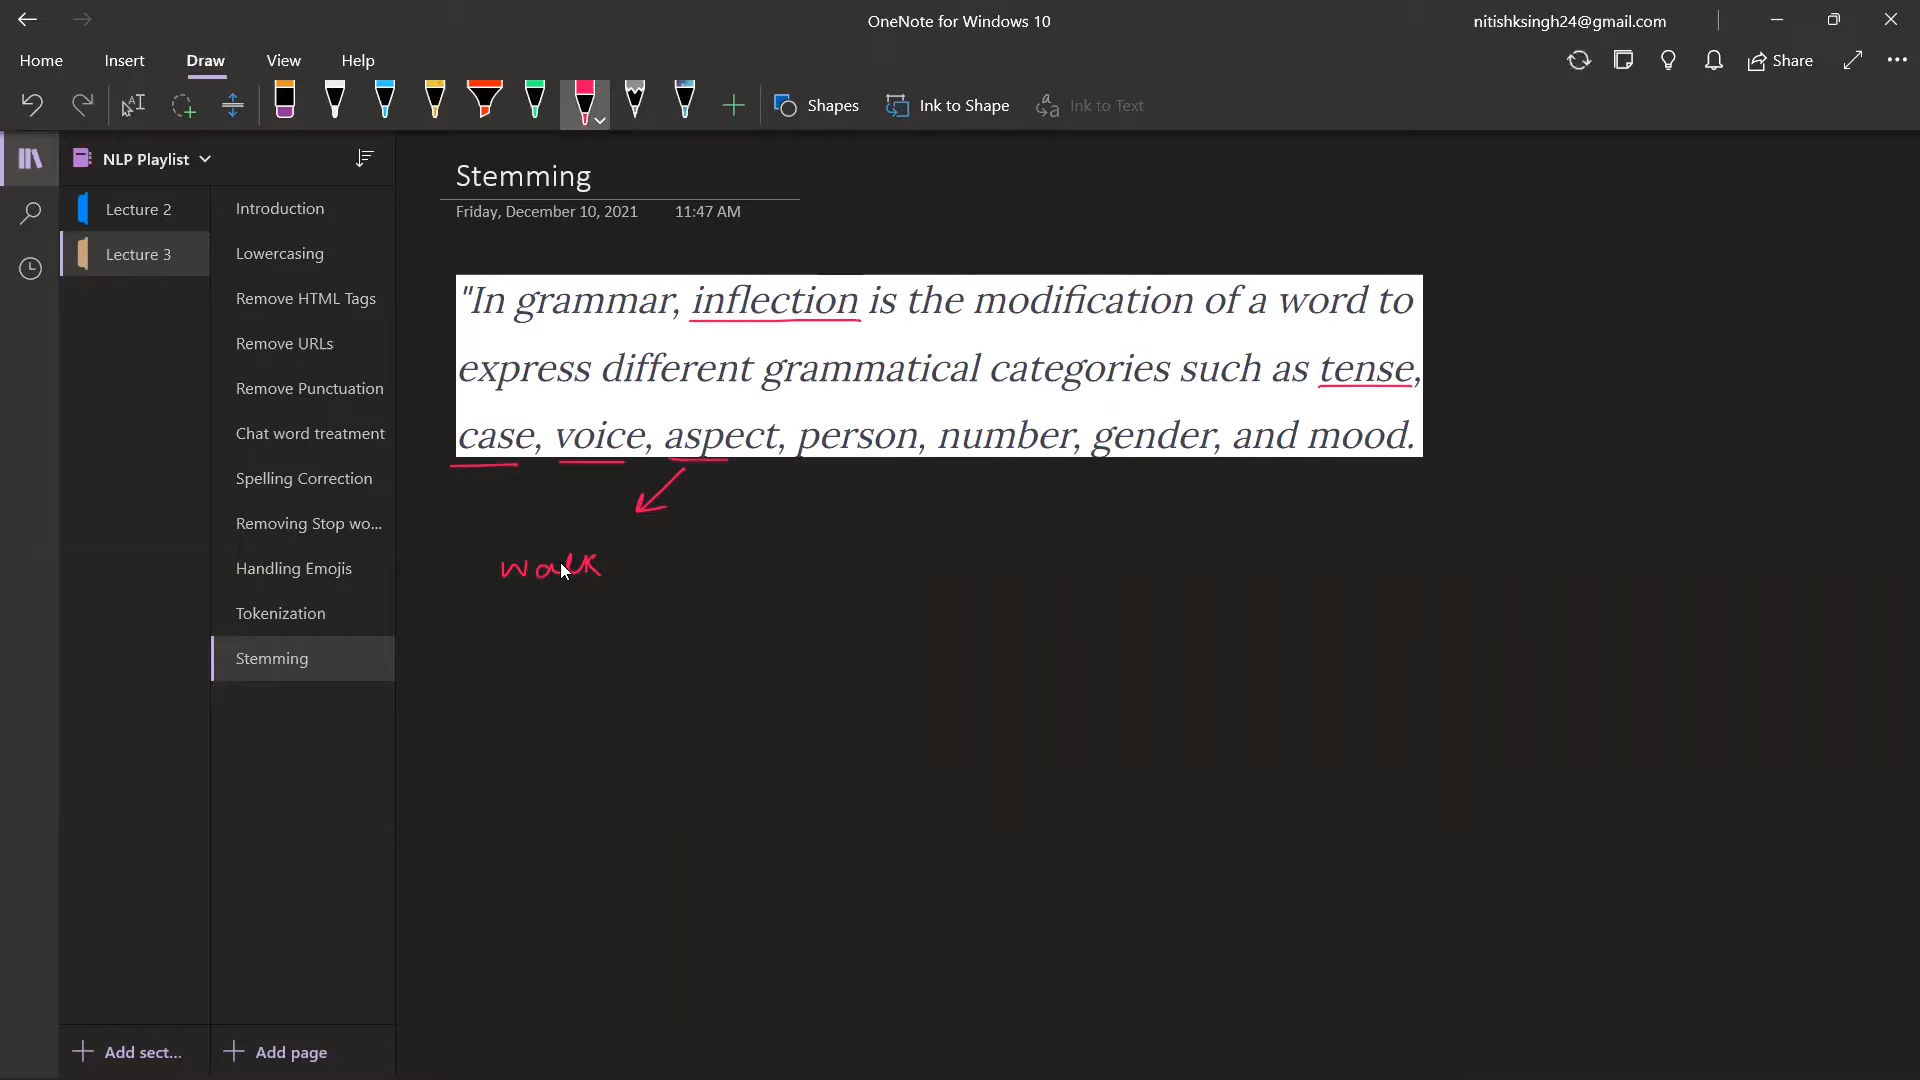 OneNote for Windows 10
nitishksingh24@gmail.com
Home
Insert
Draw
View
Help
Share
Shapes
Ink to Shape
Ink to Text
NLP Playlist
Lecture 2
Lecture 3
Introduction
Lowercasing
Remove HTML Tags
Remove URLs
Remove Punctuation
Chat word treatment
Spelling Correction
Removing Stop wo...
Handling Emojis
Tokenization
Stemming
Add sect...
Add page
Stemming
Friday, December 10, 2021 11:47 AM
"In grammar, inflection is the modification of a word to
express different grammatical categories such as tense,
case, voice, aspect, person, number, gender, and mood.
walk